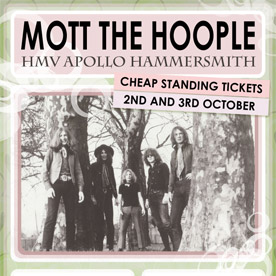 MOTT THE HOOPLE
HMV APOLLO HAMMERSMITH
CHEAP STANDING TICKETS
2ND AND 3RD OCTOBER